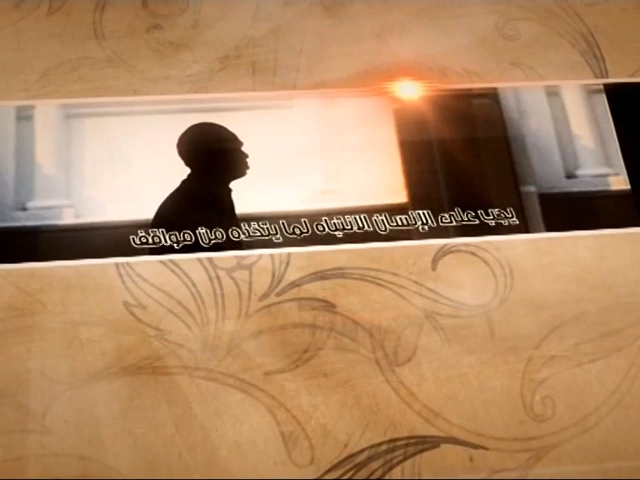 يجب على الإنسان الانتباه لما يتخذه من مواقف